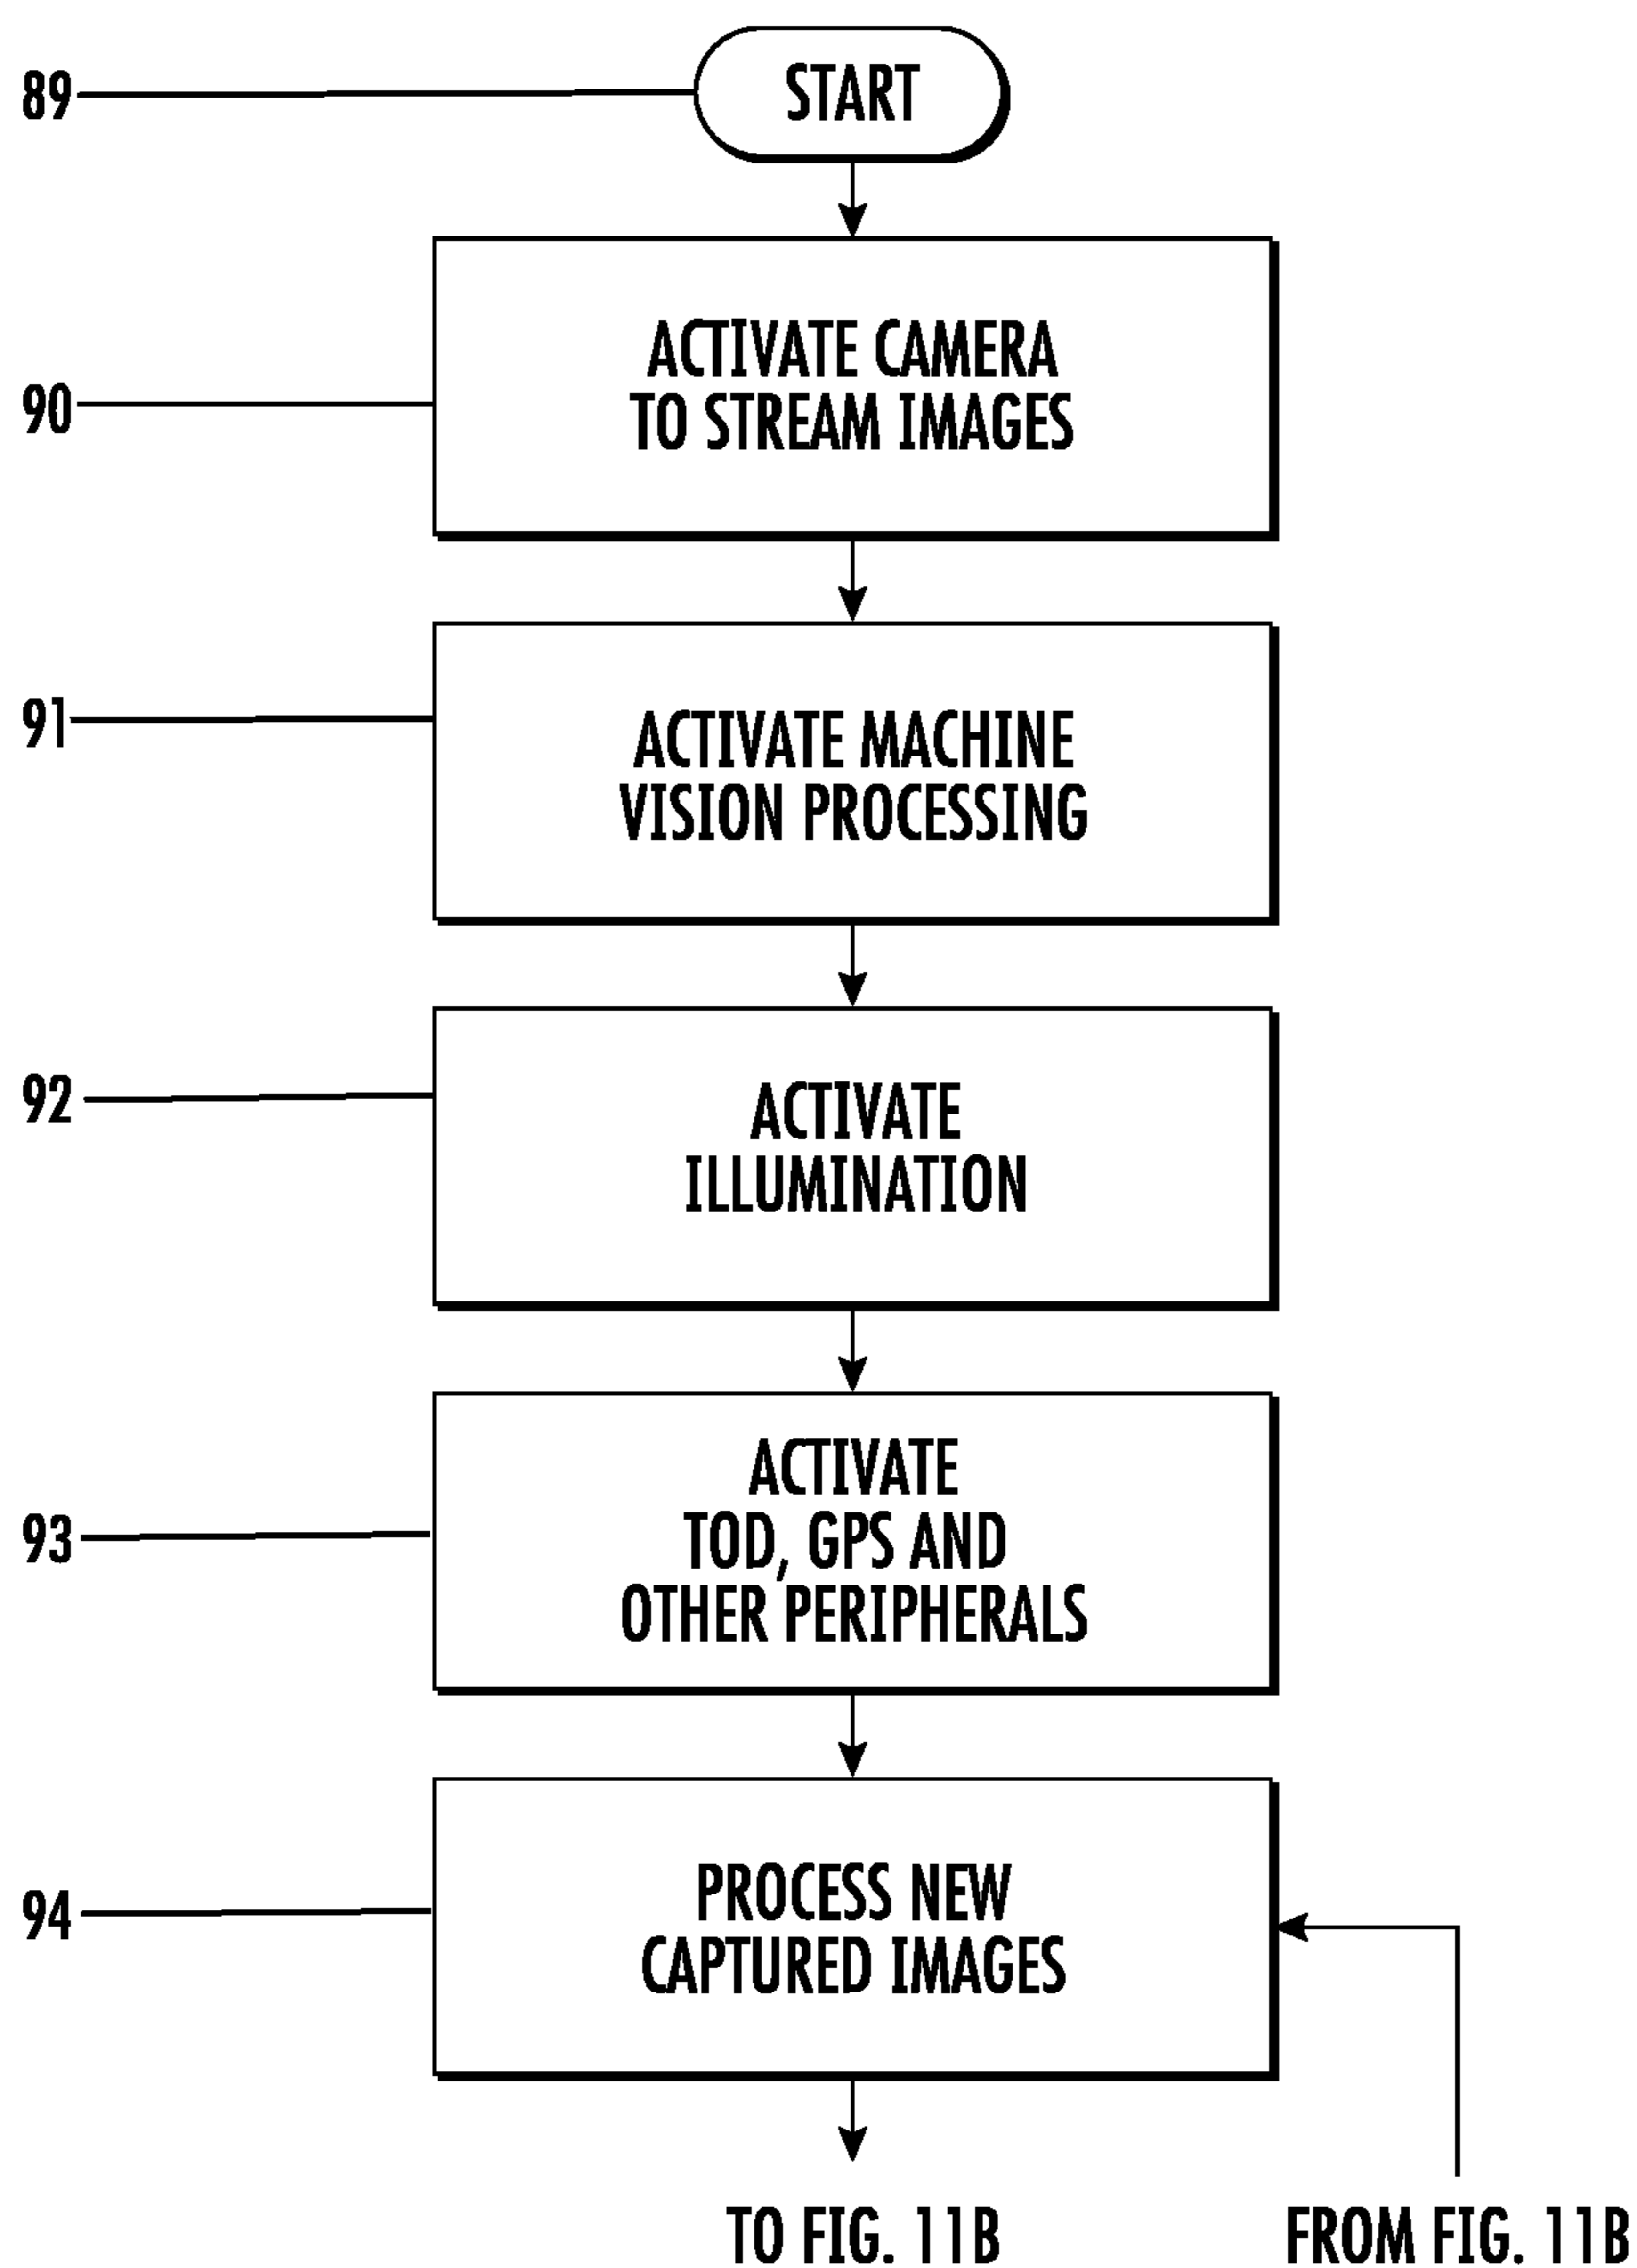 89
START
90
ACTIVATE CAMERA
TO STREAM IMAGES
91
ACTIVATE MACHINE
VISION PROCESSING
92
ACTIVATE
ILLUMINATION
93
ACTIVATE
TOD, GPS AND
OTHER PERIPHERALS
94
PROCESS NEW
CAPTURED IMAGES
TO FIG. 11B
FROM FIG. 11B